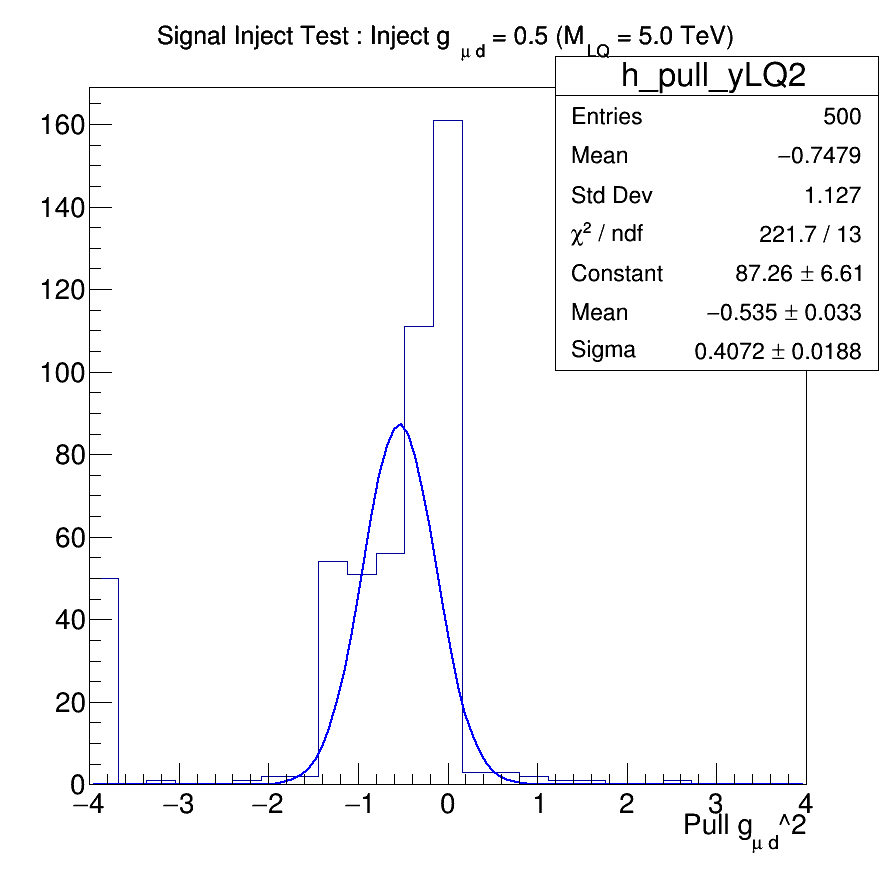 Signal Inject Test : Inject g μ d = 0.5 (M LQ = 5.0 TeV)
h_pull_yLQ2
Entries 500
Mean −0.7479
Std Dev 1.127
χ² / ndf 221.7 / 13
Constant 87.26 ± 6.61
Mean −0.535 ± 0.033
Sigma 0.4072 ± 0.0188
160
140
120
100
80
60
40
20
0
−4 −3 −2 −1 0 1 2 3 4
Pull g μ d ^2